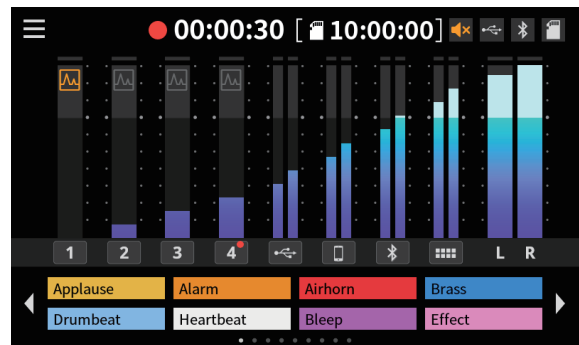 00:00:30 [ 10:00:00]
1 2 3 4 L R
Applause Alarm Airhorn Brass
Drumbeat Heartbeat Bleep Effect